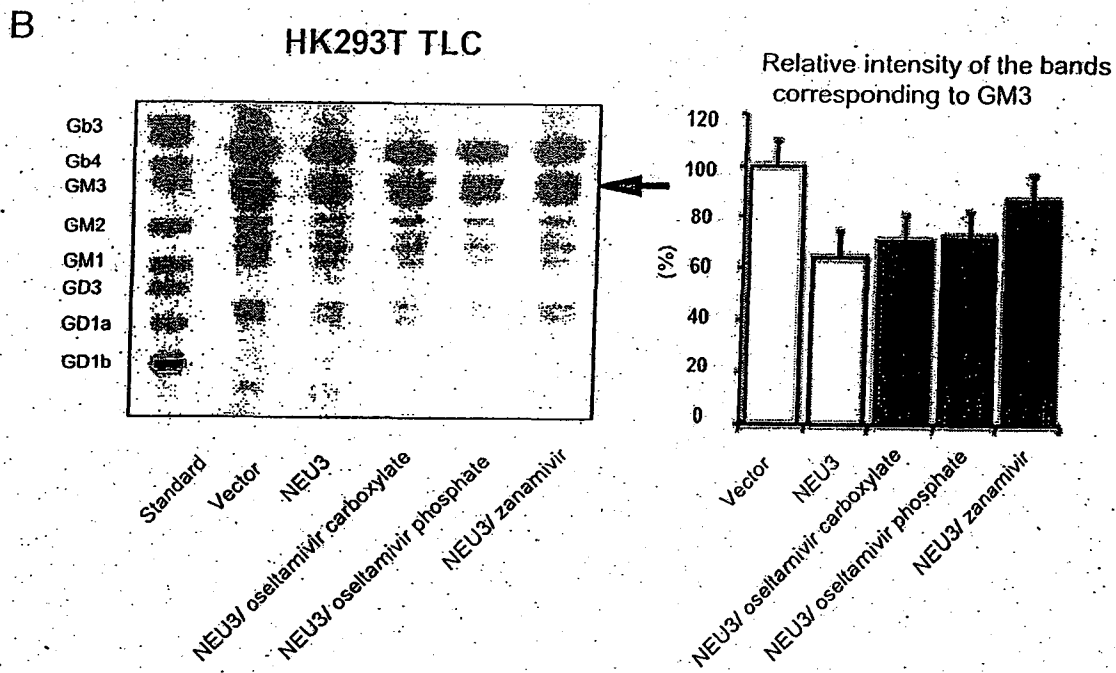 B
HK293T TLC
Gb3
Gb4
GM3
GM2
GM1
GD3
GD1a
GD1b
Standard
Vector
NEU3
NEU3/ oseltamivir carboxylate
NEU3/ oseltamivir phosphate
NEU3/ zanamivir
Relative intensity of the bands
corresponding to GM3
(%)
120
100
80
60
40
20
0
Vector
NEU3
NEU3/ oseltamivir carboxylate
NEU3/ oseltamivir phosphate
NEU3/ zanamivir